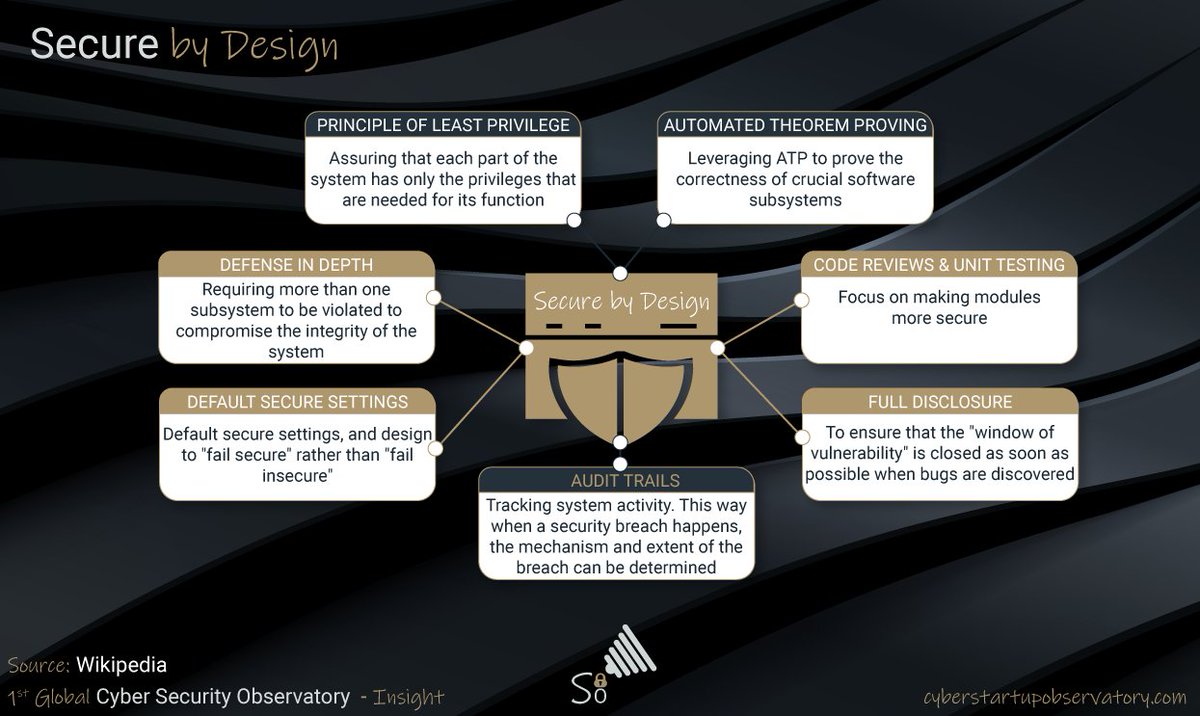 Secure by Design
PRINCIPLE OF LEAST PRIVILEGE
Assuring that each part of the
system has only the privileges that
are needed for its function
AUTOMATED THEOREM PROVING
Leveraging ATP to prove the
correctness of crucial software
subsystems
DEFENSE IN DEPTH
Requiring more than one
subsystem to be violated to
compromise the integrity of the
system
Secure by Design
CODE REVIEWS & UNIT TESTING
Focus on making modules
more secure
DEFAULT SECURE SETTINGS
Default secure settings, and design
to "fail secure" rather than "fail
insecure"
FULL DISCLOSURE
To ensure that the "window of
vulnerability" is closed as soon as
possible when bugs are discovered
AUDIT TRAILS
Tracking system activity. This way
when a security breach happens,
the mechanism and extent of the
breach can be determined
Source: Wikipedia
1st Global Cyber Security Observatory - Insight
So
cyberstartupobservatory.com